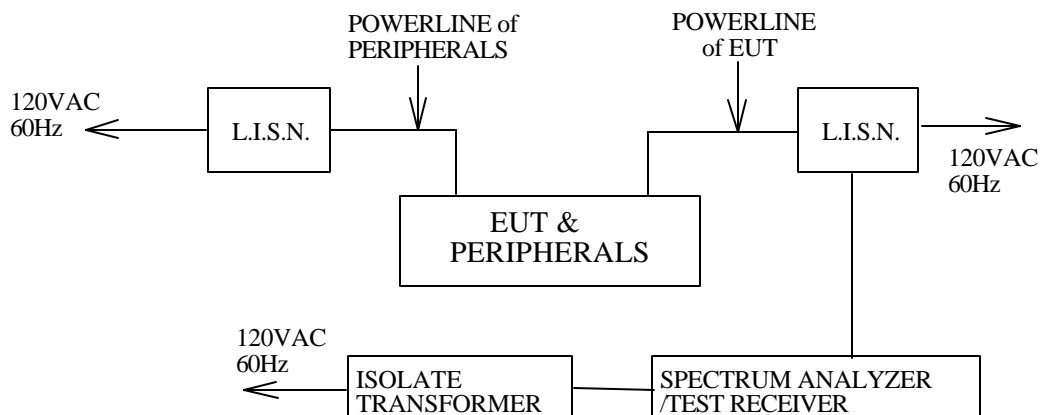 POWERLINE of
PERIPHERALS
POWERLINE
of EUT
120VAC
60Hz
L.I.S.N.
L.I.S.N.
120VAC
60Hz
EUT &
PERIPHERALS
120VAC
60Hz
ISOLATE
TRANSFORMER
SPECTRUM ANALYZER
/TEST RECEIVER